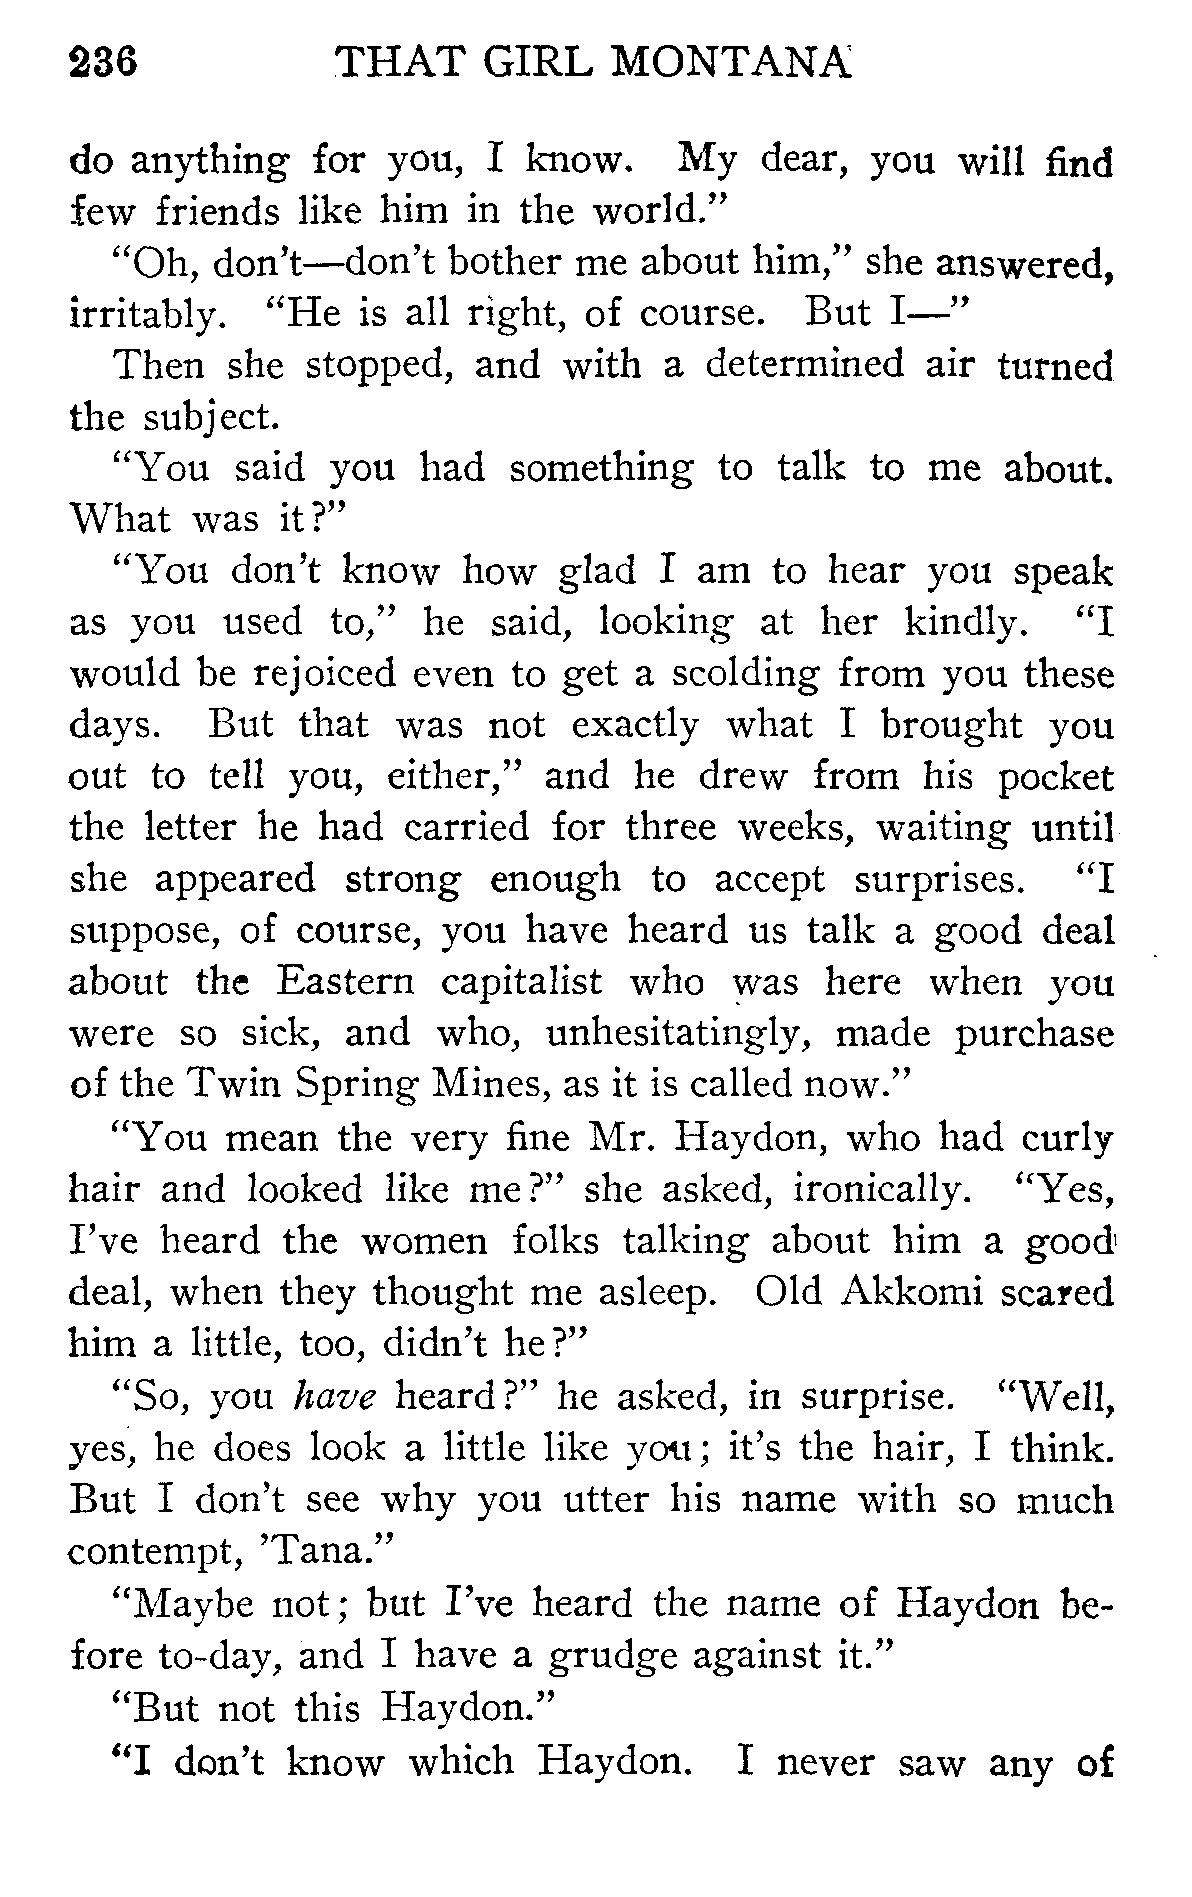 236 THAT GIRL MONTANA
do anything for you, I know. My dear, you will find
few friends like him in the world.”
“Oh, don’t—don’t bother me about him,” she answered,
irritably. “He is all right, of course. But I—”
Then she stopped, and with a determined air turned
the subject.
“You said you had something to talk to me about.
What was it?”
“You don’t know how glad I am to hear you speak
as you used to,” he said, looking at her kindly. “I
would be rejoiced even to get a scolding from you these
days. But that was not exactly what I brought you
out to tell you, either,” and he drew from his pocket
the letter he had carried for three weeks, waiting until
she appeared strong enough to accept surprises. “I
suppose, of course, you have heard us talk a good deal
about the Eastern capitalist who was here when you
were so sick, and who, unhesitatingly, made purchase
of the Twin Spring Mines, as it is called now.”
“You mean the very fine Mr. Haydon, who had curly
hair and looked like me?” she asked, ironically. “Yes,
I’ve heard the women folks talking about him a good
deal, when they thought me asleep. Old Akkomi scared
him a little, too, didn’t he?”
“So, you have heard?” he asked, in surprise. “Well,
yes, he does look a little like you; it’s the hair, I think.
But I don’t see why you utter his name with so much
contempt, ’Tana.”
“Maybe not; but I’ve heard the name of Haydon be-
fore to-day, and I have a grudge against it.”
“But not this Haydon.”
“I don’t know which Haydon. I never saw any of